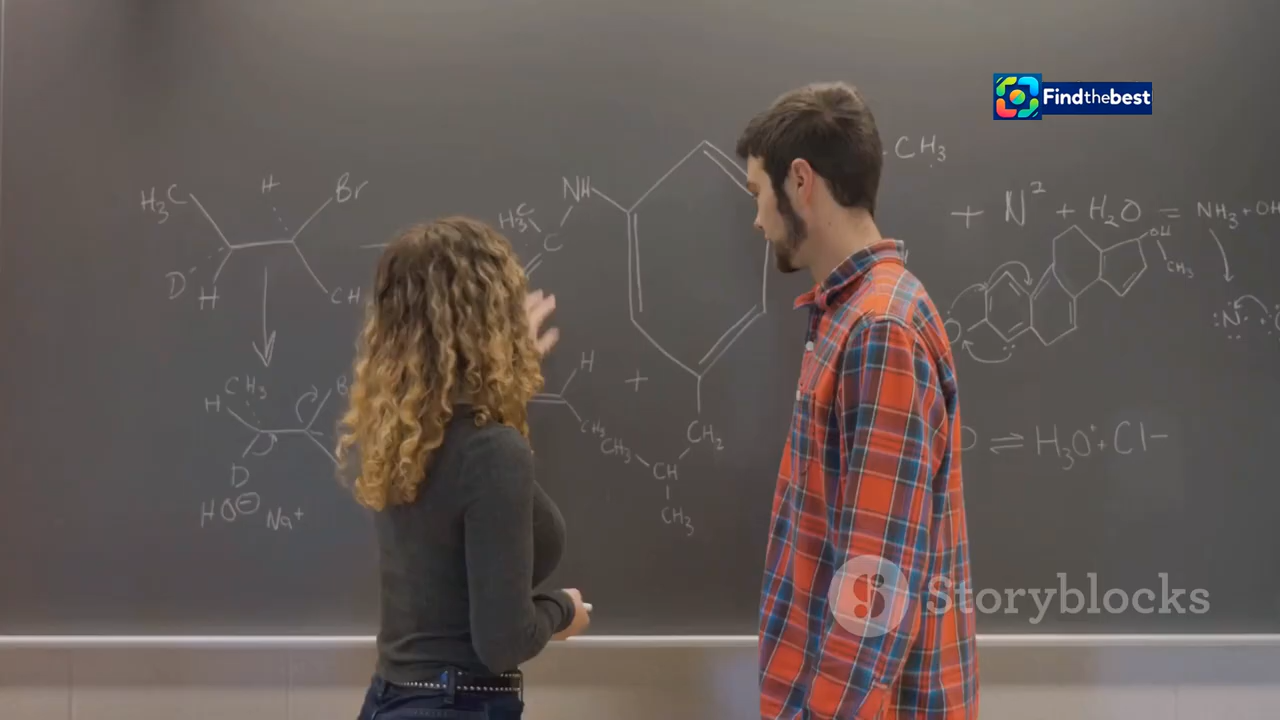 Findthebest
H₃C
H
Br
D
H
CH
CH₃
H
D
HO⊖ Na⁺
H₃C
C
NH
CH₃
H
+
CH₃
CH₂
CH₃
CH
CH₃
+ N² + H₂O = NH₃ + OH
OH
CH₃
:N
⇌ H₃O⁺ + Cl−
Storyblocks